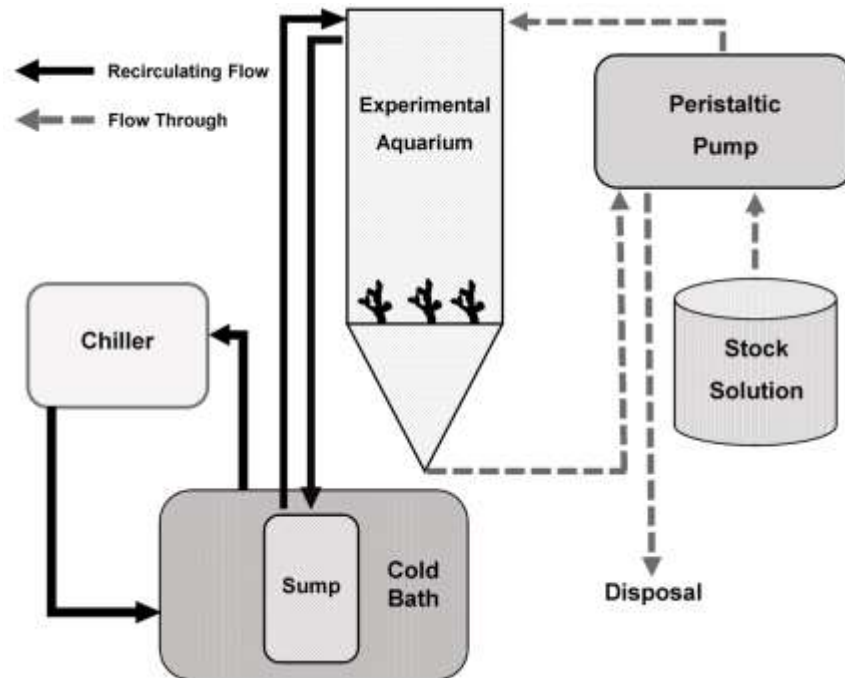 Recirculating Flow
Flow Through
Experimental
Aquarium
Peristaltic
Pump
Chiller
Stock
Solution
Sump
Cold
Bath
Disposal